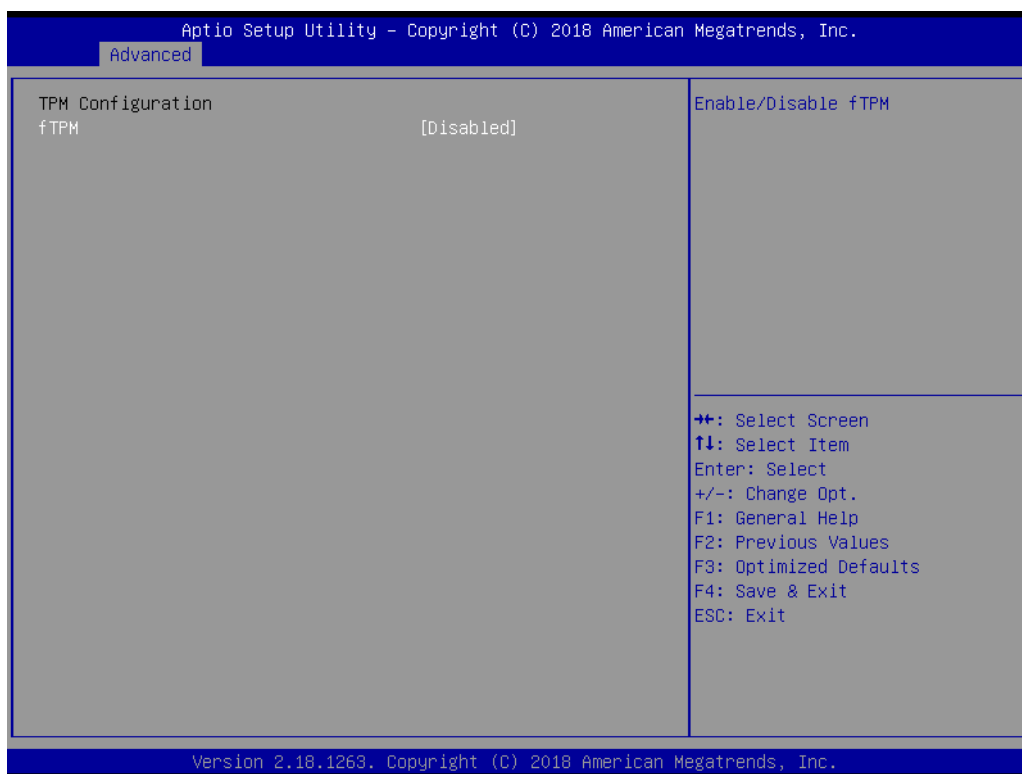 Aptio Setup Utility – Copyright (C) 2018 American Megatrends, Inc.
Advanced
TPM Configuration
fTPM [Disabled]
Enable/Disable fTPM
→←: Select Screen
↑↓: Select Item
Enter: Select
+/-: Change Opt.
F1: General Help
F2: Previous Values
F3: Optimized Defaults
F4: Save & Exit
ESC: Exit
Version 2.18.1263. Copyright (C) 2018 American Megatrends, Inc.